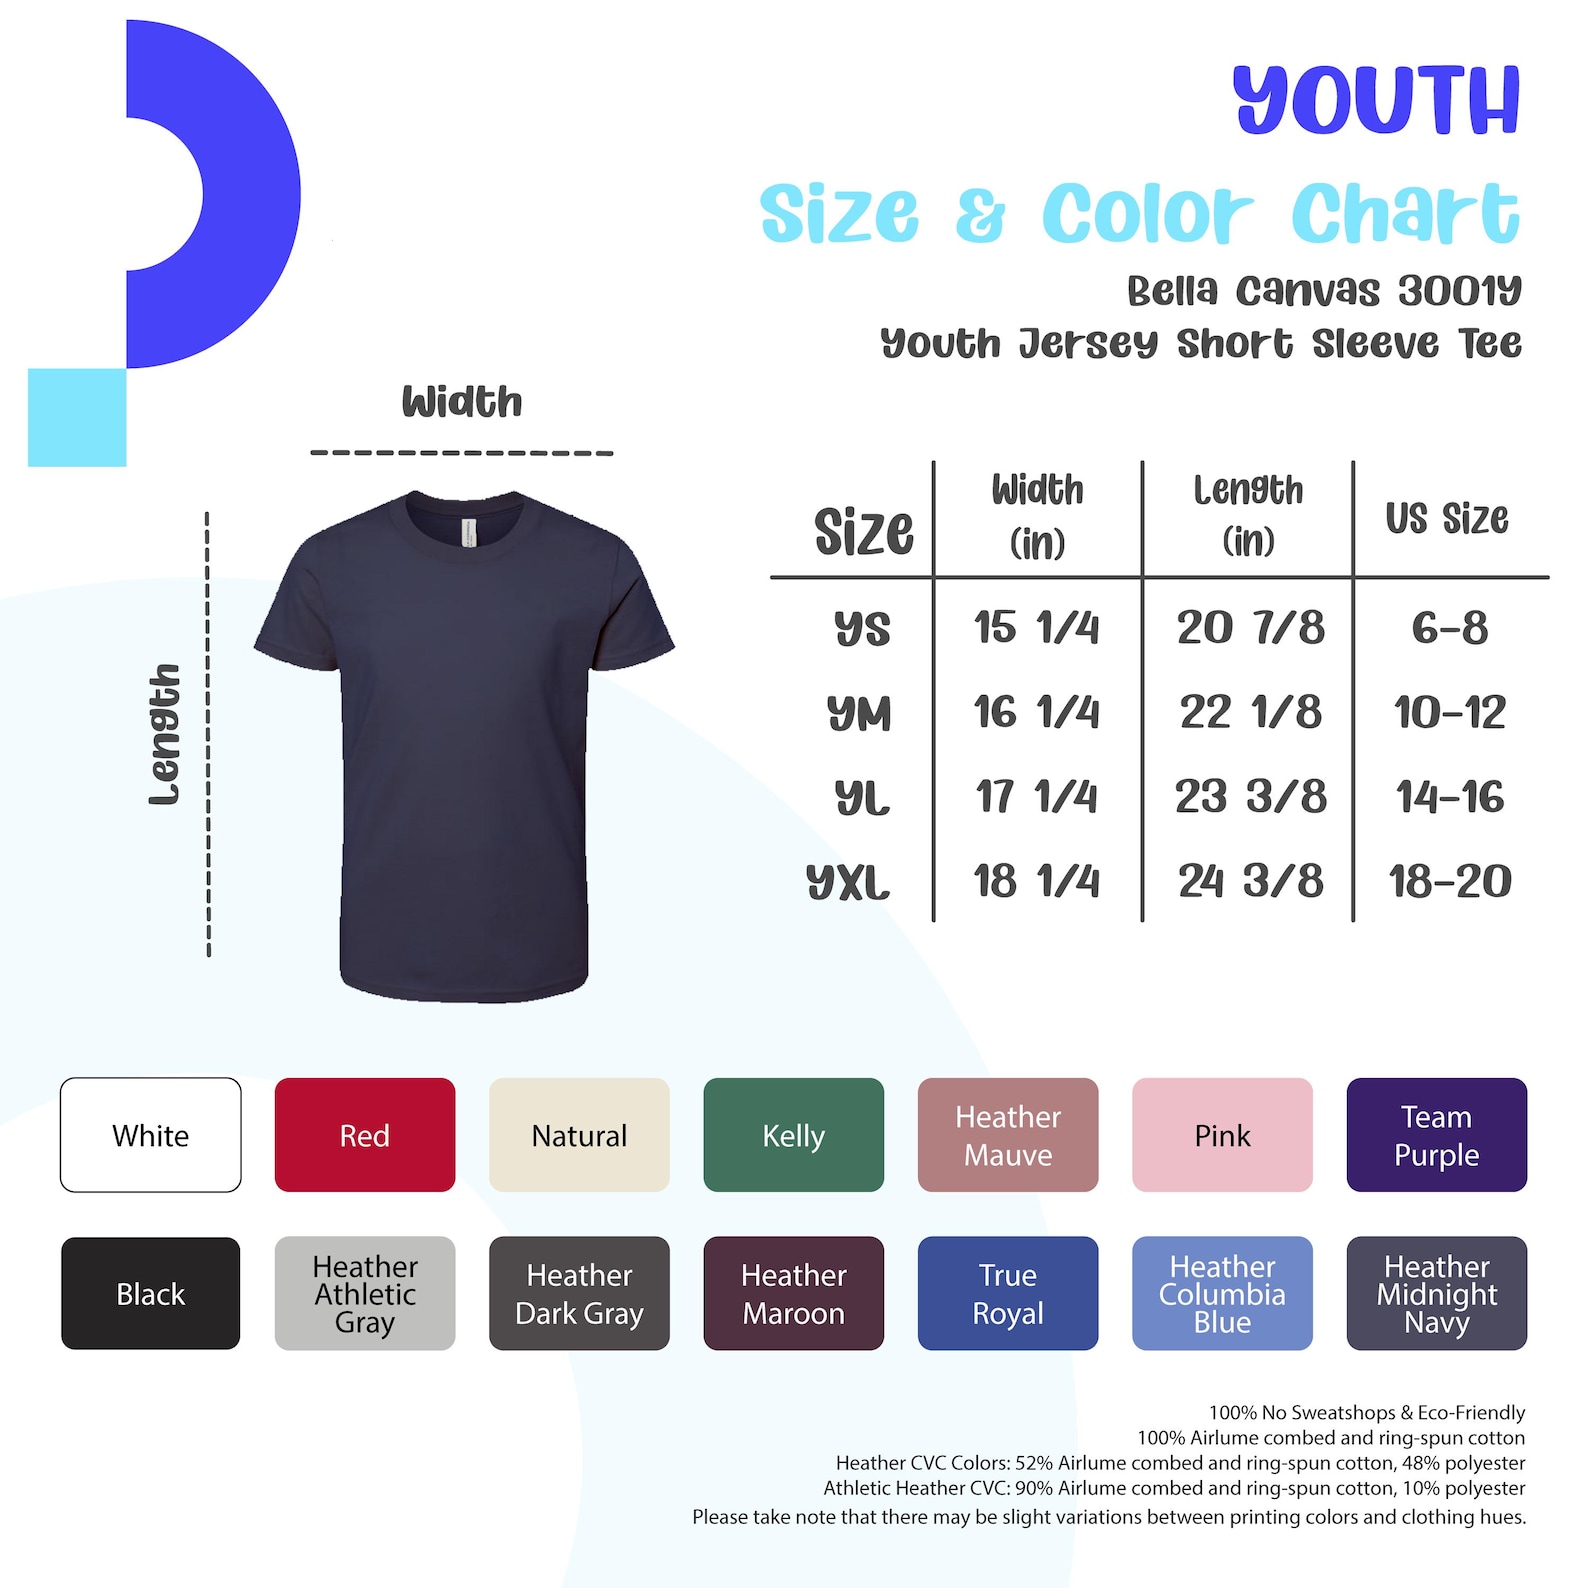 YOUTH
Size & Color Chart
Bella Canvas 3001Y
Youth Jersey Short Sleeve Tee
Width
Length
Size Width (in) Length (in) US Size
YS 15 1/4 20 7/8 6-8
YM 16 1/4 22 1/8 10-12
YL 17 1/4 23 3/8 14-16
YXL 18 1/4 24 3/8 18-20
White
Red
Natural
Kelly
Heather
Mauve
Pink
Team
Purple
Black
Heather
Athletic
Gray
Heather
Dark Gray
Heather
Maroon
True
Royal
Heather
Columbia
Blue
Heather
Midnight
Navy
100% No Sweatshops & Eco-Friendly
100% Airlume combed and ring-spun cotton
Heather CVC Colors: 52% Airlume combed and ring-spun cotton, 48% polyester
Athletic Heather CVC: 90% Airlume combed and ring-spun cotton, 10% polyester
Please take note that there may be slight variations between printing colors and clothing hues.